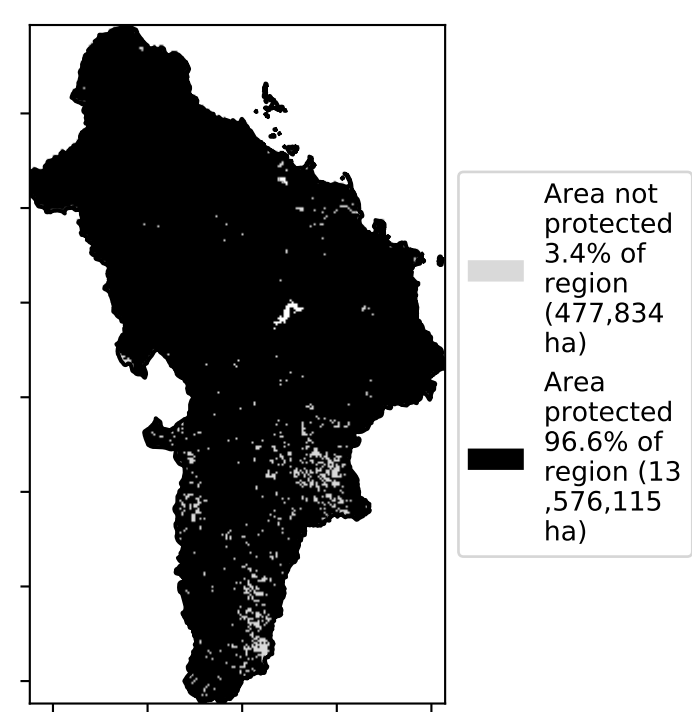 Area not
protected
3.4% of
region
(477,834
ha)
Area
protected
96.6% of
region (13
,576,115
ha)